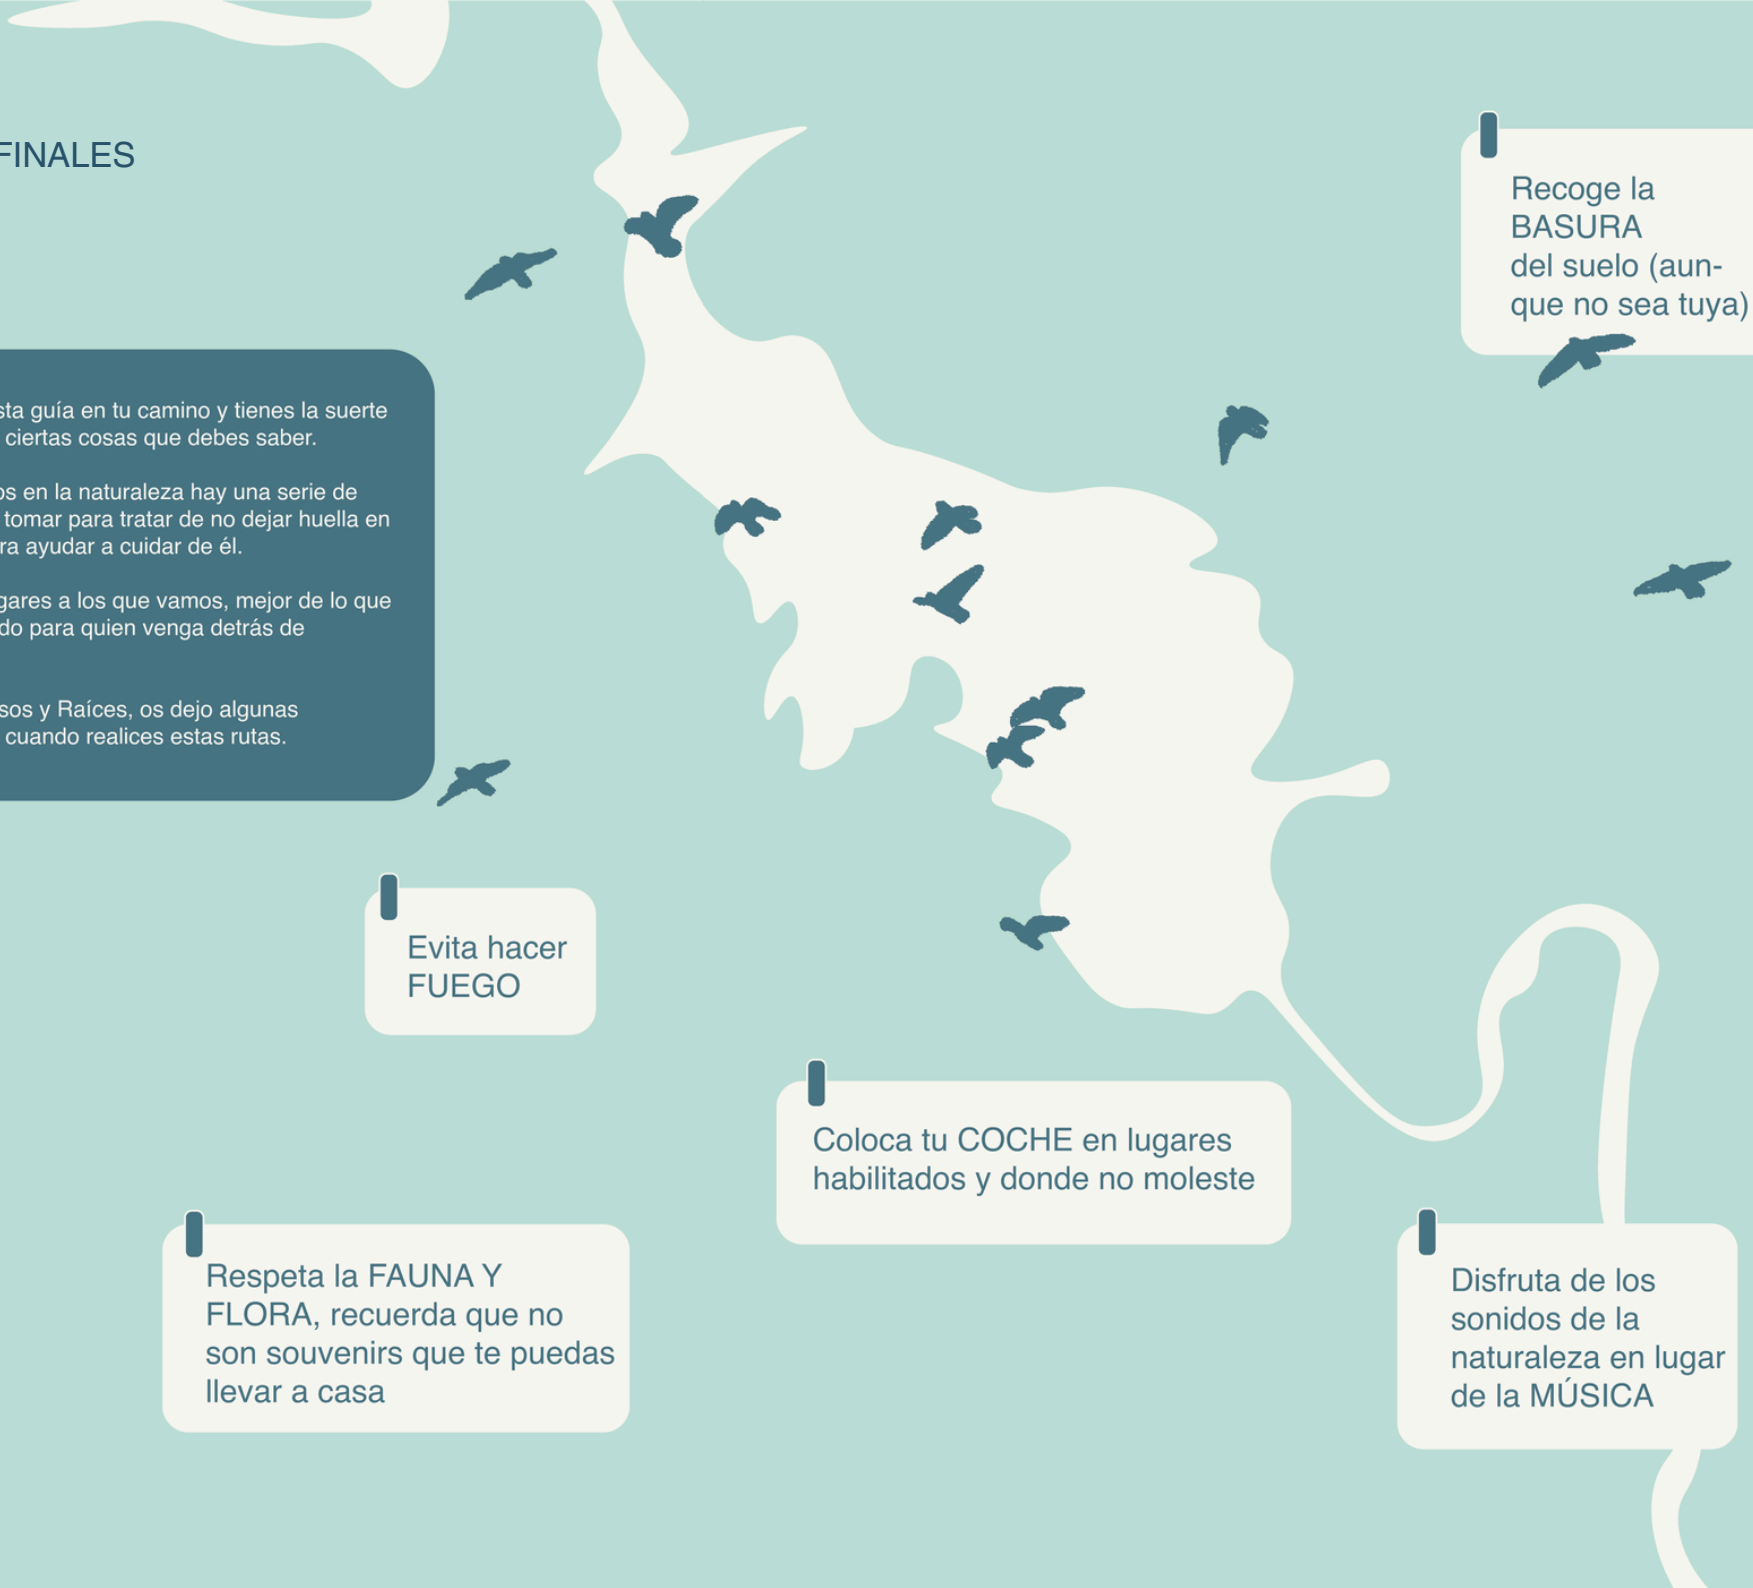 FINALES
sta guía en tu camino y tienes la suerte
ciertas cosas que debes saber.
os en la naturaleza hay una serie de
tomar para tratar de no dejar huella en
ra ayudar a cuidar de él.
gares a los que vamos, mejor de lo que
do para quien venga detrás de
sos y Raíces, os dejo algunas
cuando realices estas rutas.
Recoge la
BASURA
del suelo (aun-
que no sea tuya)
Evita hacer
FUEGO
Coloca tu COCHE en lugares
habilitados y donde no moleste
Respeta la FAUNA Y
FLORA, recuerda que no
son souvenirs que te puedas
llevar a casa
Disfruta de los
sonidos de la
naturaleza en lugar
de la MÚSICA